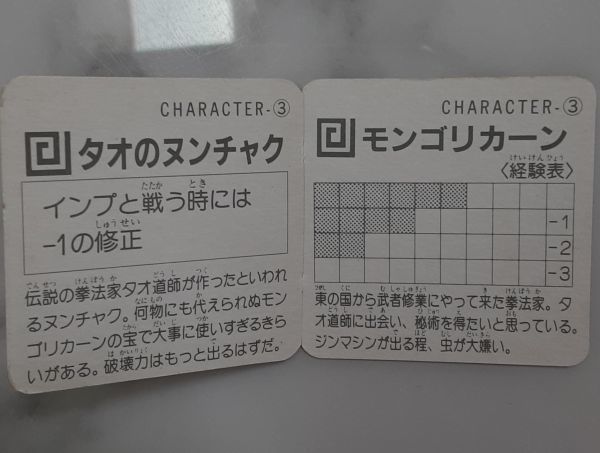 CHARACTER-③
タオのヌンチャク
インプと戦う時には
-1の修正
伝説の拳法家タオ道師が作ったといわれ
るヌンチャク。何物にも代えられぬモン
ゴリカーンの宝で大事に使いすぎるきら
いがある。破壊力はもっと出るはずだ。
CHARACTER-③
モンゴリカーン
〈経験表〉
-1
-2
-3
東の国から武者修業にやって来た拳法家。タ
オ道師に出会い、秘術を得たいと思っている。
ジンマシンが出る程、虫が大嫌い。